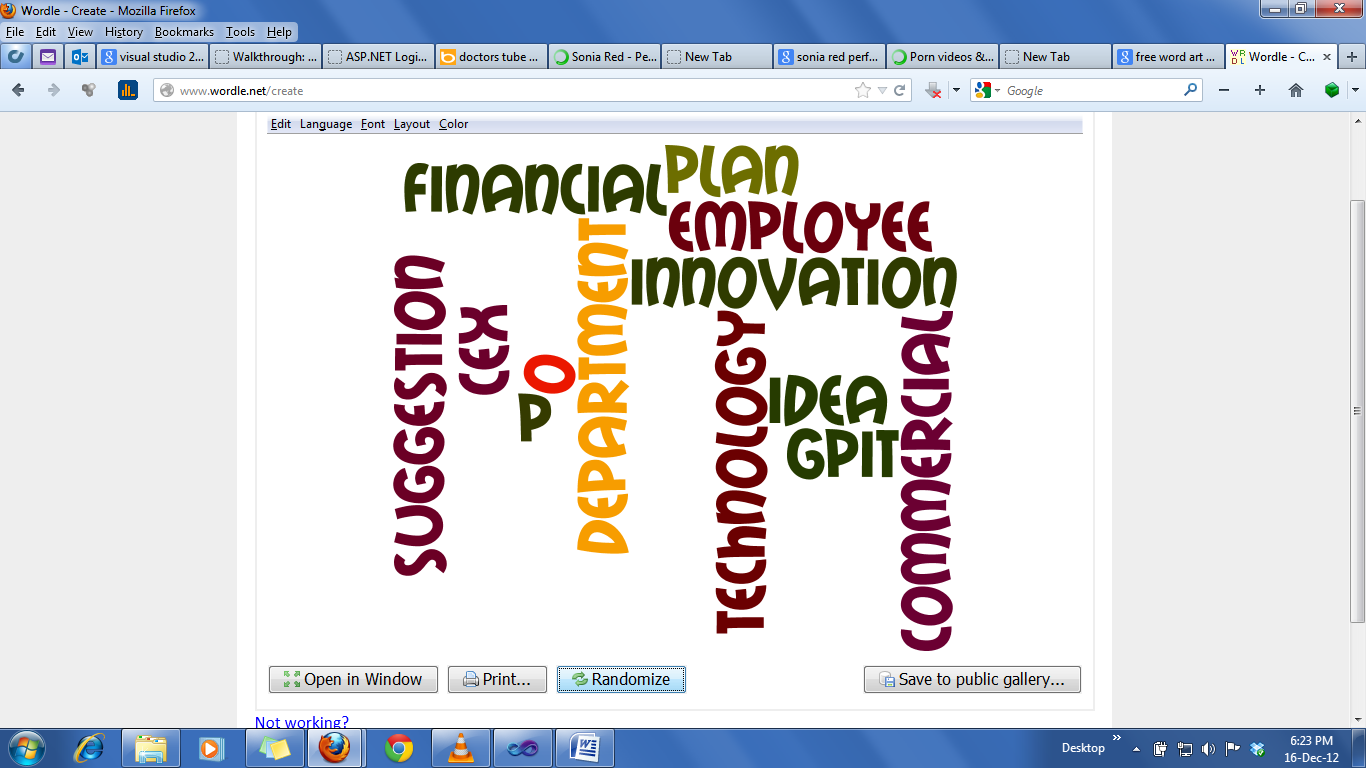 Wordle - Create - Mozilla Firefox
File Edit View History Bookmarks Tools Help
visual studio 2... Walkthrough: ... ASP.NET Logi... doctors tube ... Sonia Red - Pe... New Tab sonia red perf... Porn videos &... New Tab free word art ... Wordle - C...
www.wordle.net/create
Google
Edit Language Font Layout Color
FINANCIAL
PLAN
EMPLOYEE
INNOVATION
SUGGESTION
CEX
O
P
DEPARTMENT
TECHNOLOGY
IDEA
GPIT
COMMERCIAL
Open in Window Print... Randomize Save to public gallery...
Not working?
Desktop
6:23 PM
16-Dec-12